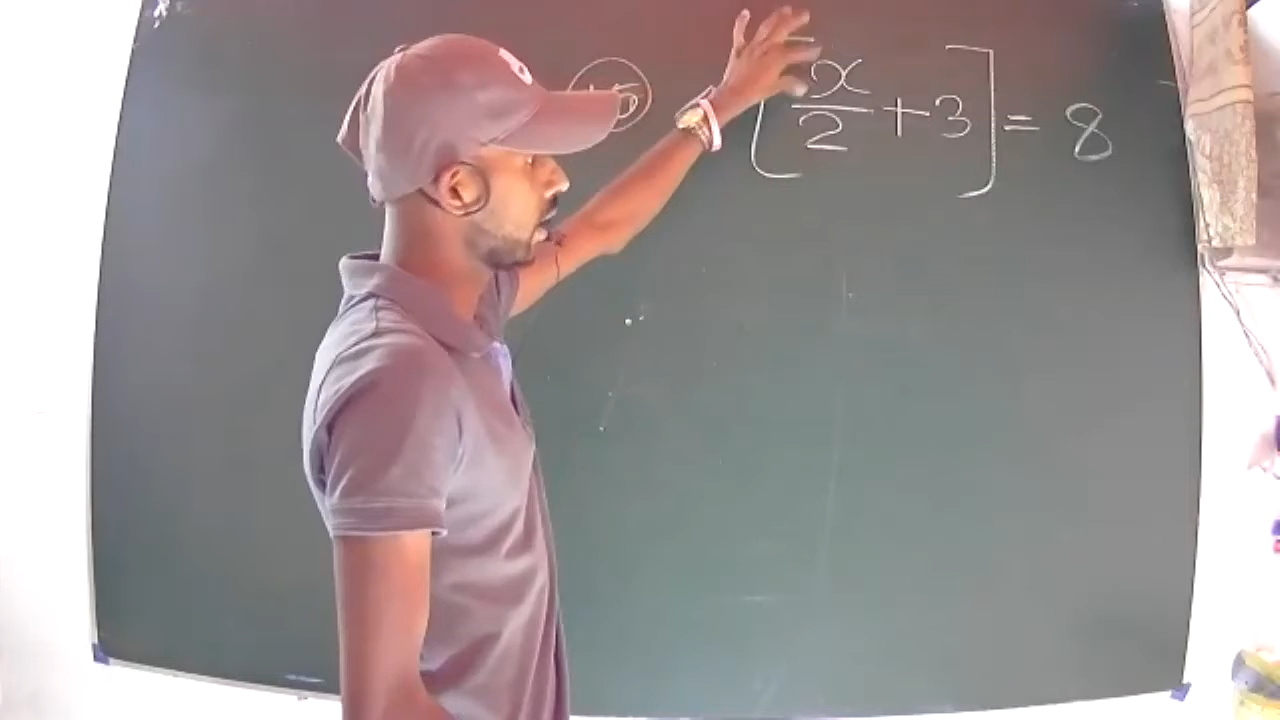 [x/2 + 3] = 8